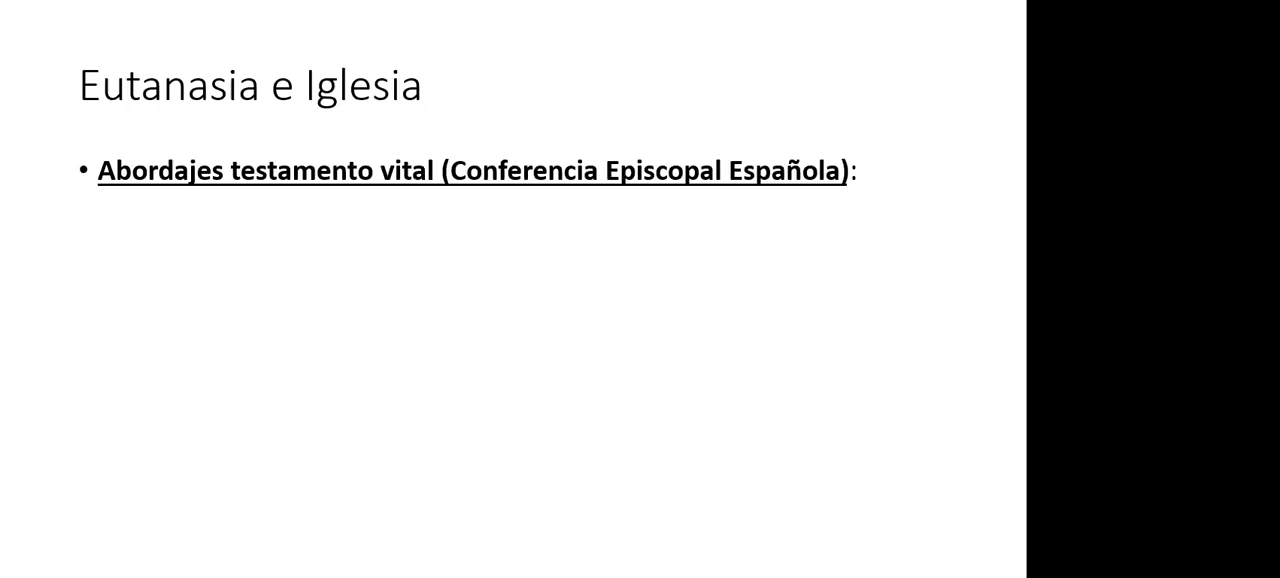 Eutanasia e Iglesia
• Abordajes testamento vital (Conferencia Episcopal Española):